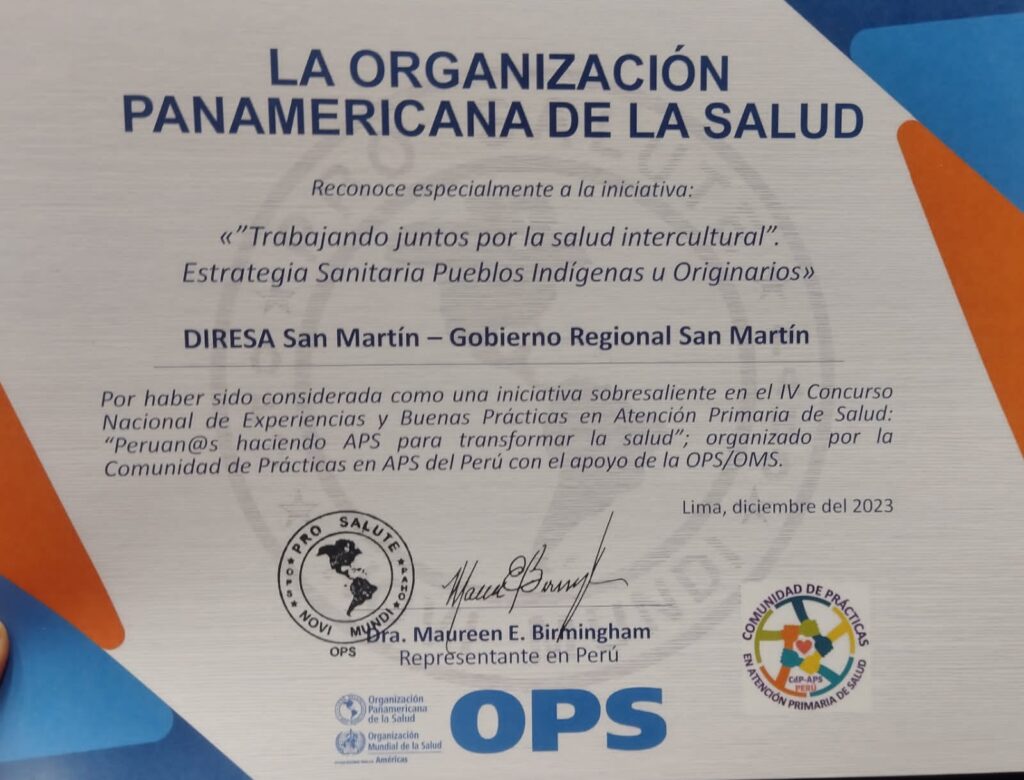 LA ORGANIZACIÓN
PANAMERICANA DE LA SALUD
Reconoce especialmente a la iniciativa:
«"Trabajando juntos por la salud intercultural".
Estrategia Sanitaria Pueblos Indígenas u Originarios»
DIRESA San Martín – Gobierno Regional San Martín
Por haber sido considerada como una iniciativa sobresaliente en el IV Concurso
Nacional de Experiencias y Buenas Prácticas en Atención Primaria de Salud:
"Peruan@s haciendo APS para transformar la salud"; organizado por la
Comunidad de Prácticas en APS del Perú con el apoyo de la OPS/OMS.
Lima, diciembre del 2023
PRO SALUTE
NOVI MUNDI
OPS
Dra. Maureen E. Birmingham
Representante en Perú
COMUNIDAD DE PRÁCTICAS
EN ATENCIÓN PRIMARIA DE SALUD
CdP-APS
PERÚ
Organización
Panamericana
de la Salud
Organización
Mundial de la Salud
Américas
OPS